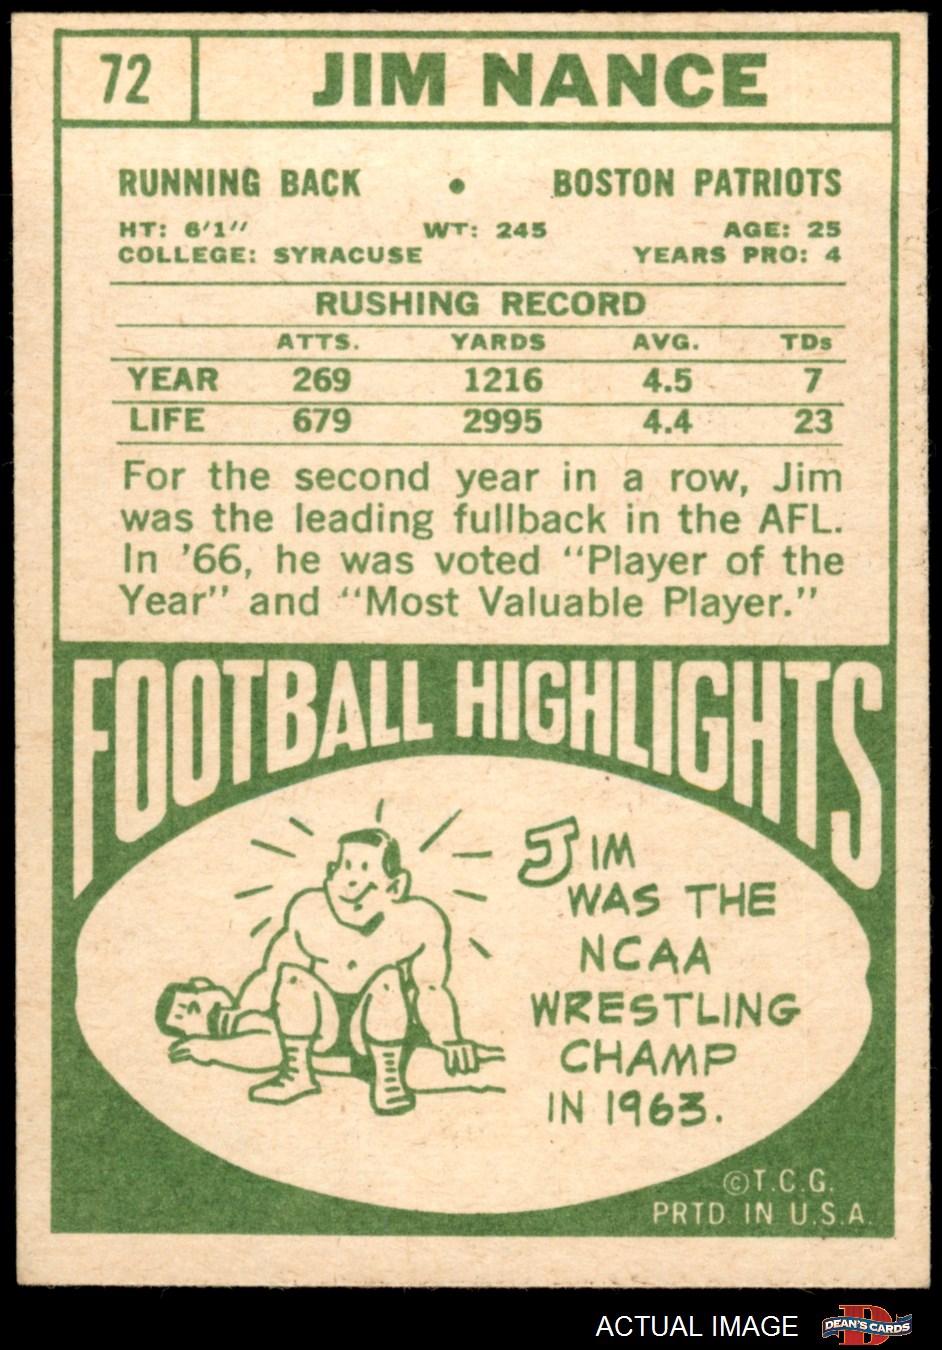 72 JIM NANCE
RUNNING BACK • BOSTON PATRIOTS
HT: 6'1" WT: 245 AGE: 25
COLLEGE: SYRACUSE YEARS PRO: 4
RUSHING RECORD
ATTS. YARDS AVG. TDs
YEAR 269 1216 4.5 7
LIFE 679 2995 4.4 23
For the second year in a row, Jim
was the leading fullback in the AFL.
In '66, he was voted "Player of the
Year" and "Most Valuable Player."
FOOTBALL HIGHLIGHTS
JIM
WAS THE
NCAA
WRESTLING
CHAMP
IN 1963.
©T.C.G.
PRTD. IN U.S.A.
ACTUAL IMAGE D DEAN'S CARDS